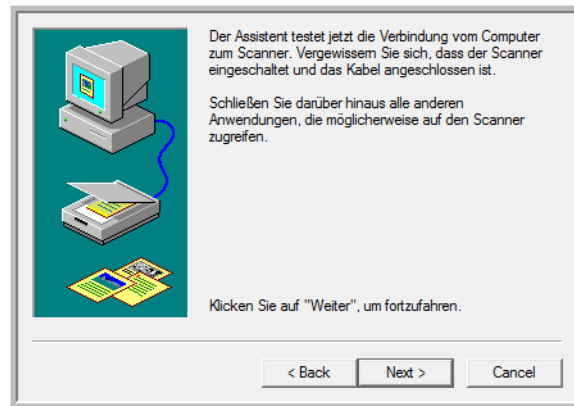 Der Assistent testet jetzt die Verbindung vom Computer
zum Scanner. Vergewissern Sie sich, dass der Scanner
eingeschaltet und das Kabel angeschlossen ist.
Schließen Sie darüber hinaus alle anderen
Anwendungen, die möglicherweise auf den Scanner
zugreifen.
Klicken Sie auf "Weiter", um fortzufahren.
< Back Next > Cancel